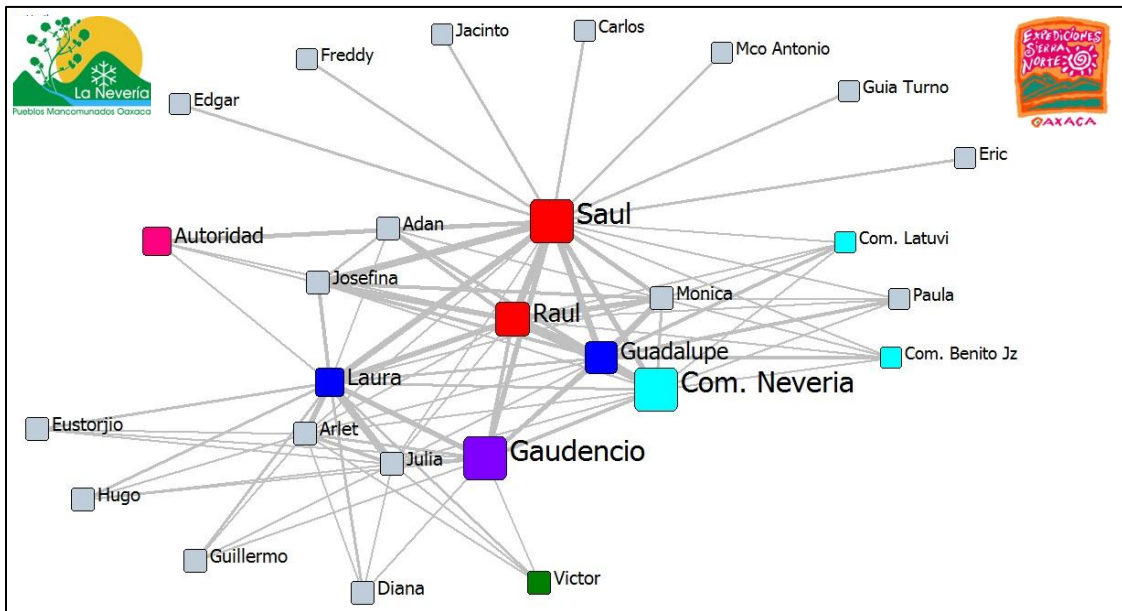 Jacinto
Carlos
Freddy
Mco Antonio
La Nevería
Pueblos Mancomunados Oaxaca
Edgar
Guia Turno
EXPEDICIONES
SIERRA
NORTE
OAXACA
Eric
Saul
Adan
Autoridad
Com. Latuvi
Josefina
Monica
Paula
Raul
Guadalupe
Com. Benito Jz
Laura
Com. Neveria
Eustorjio
Arlet
Gaudencio
Julia
Hugo
Guillermo
Diana
Victor